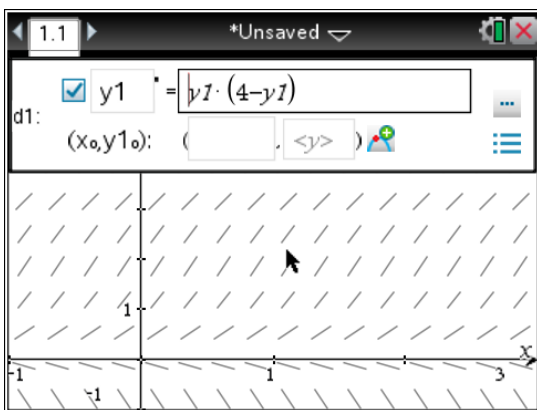 1.1 *Unsaved
y1' = y1·(4–y1) ...
d1:
(x₀,y1₀): ( , <y> )
1
x
-1 1 3
-1